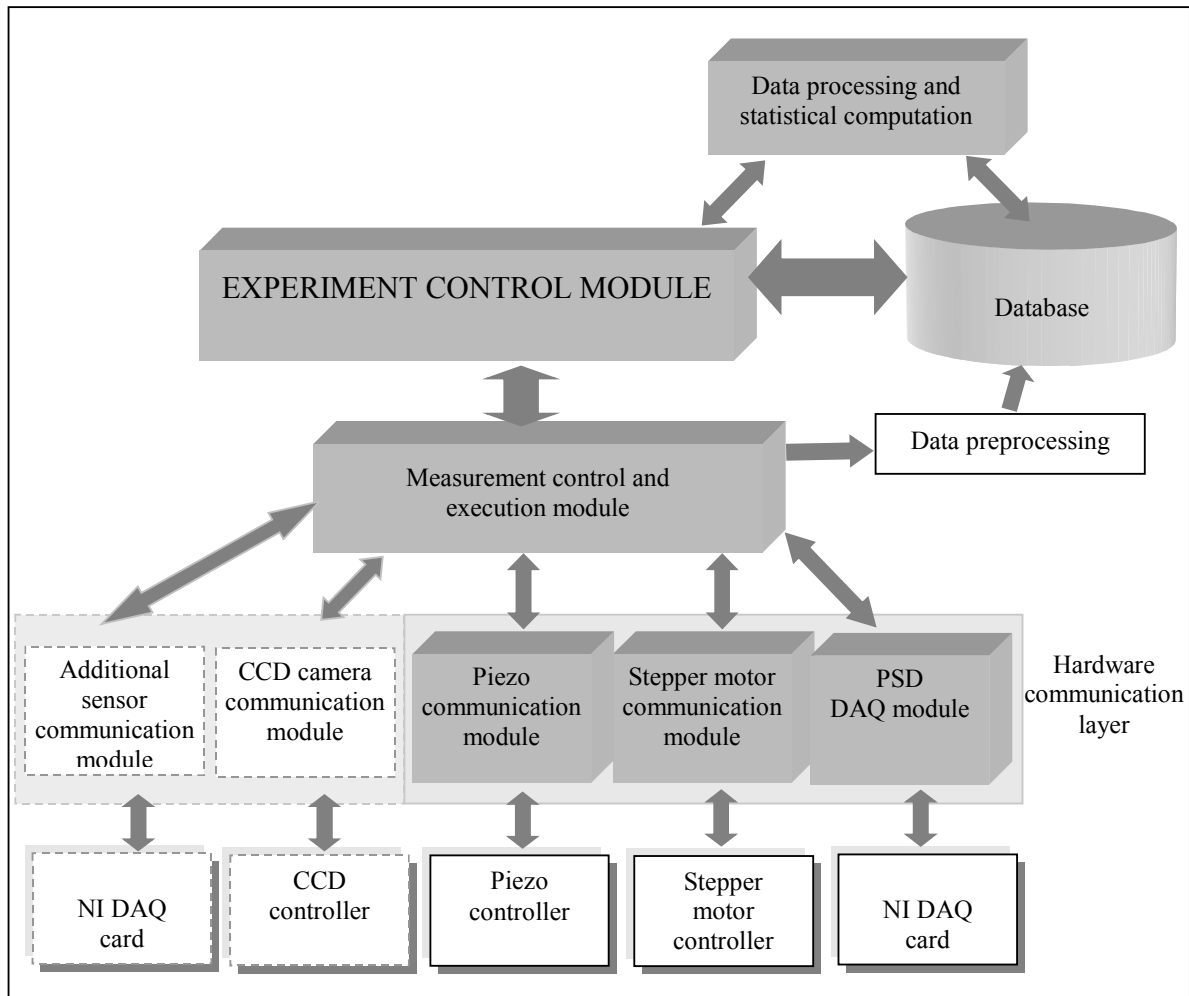 Data processing and
statistical computation
EXPERIMENT CONTROL MODULE
Database
Data preprocessing
Measurement control and
execution module
Additional
sensor
communication
module
CCD camera
communication
module
Piezo
communication
module
Stepper motor
communication
module
PSD
DAQ module
Hardware
communication
layer
NI DAQ
card
CCD
controller
Piezo
controller
Stepper
motor
controller
NI DAQ
card